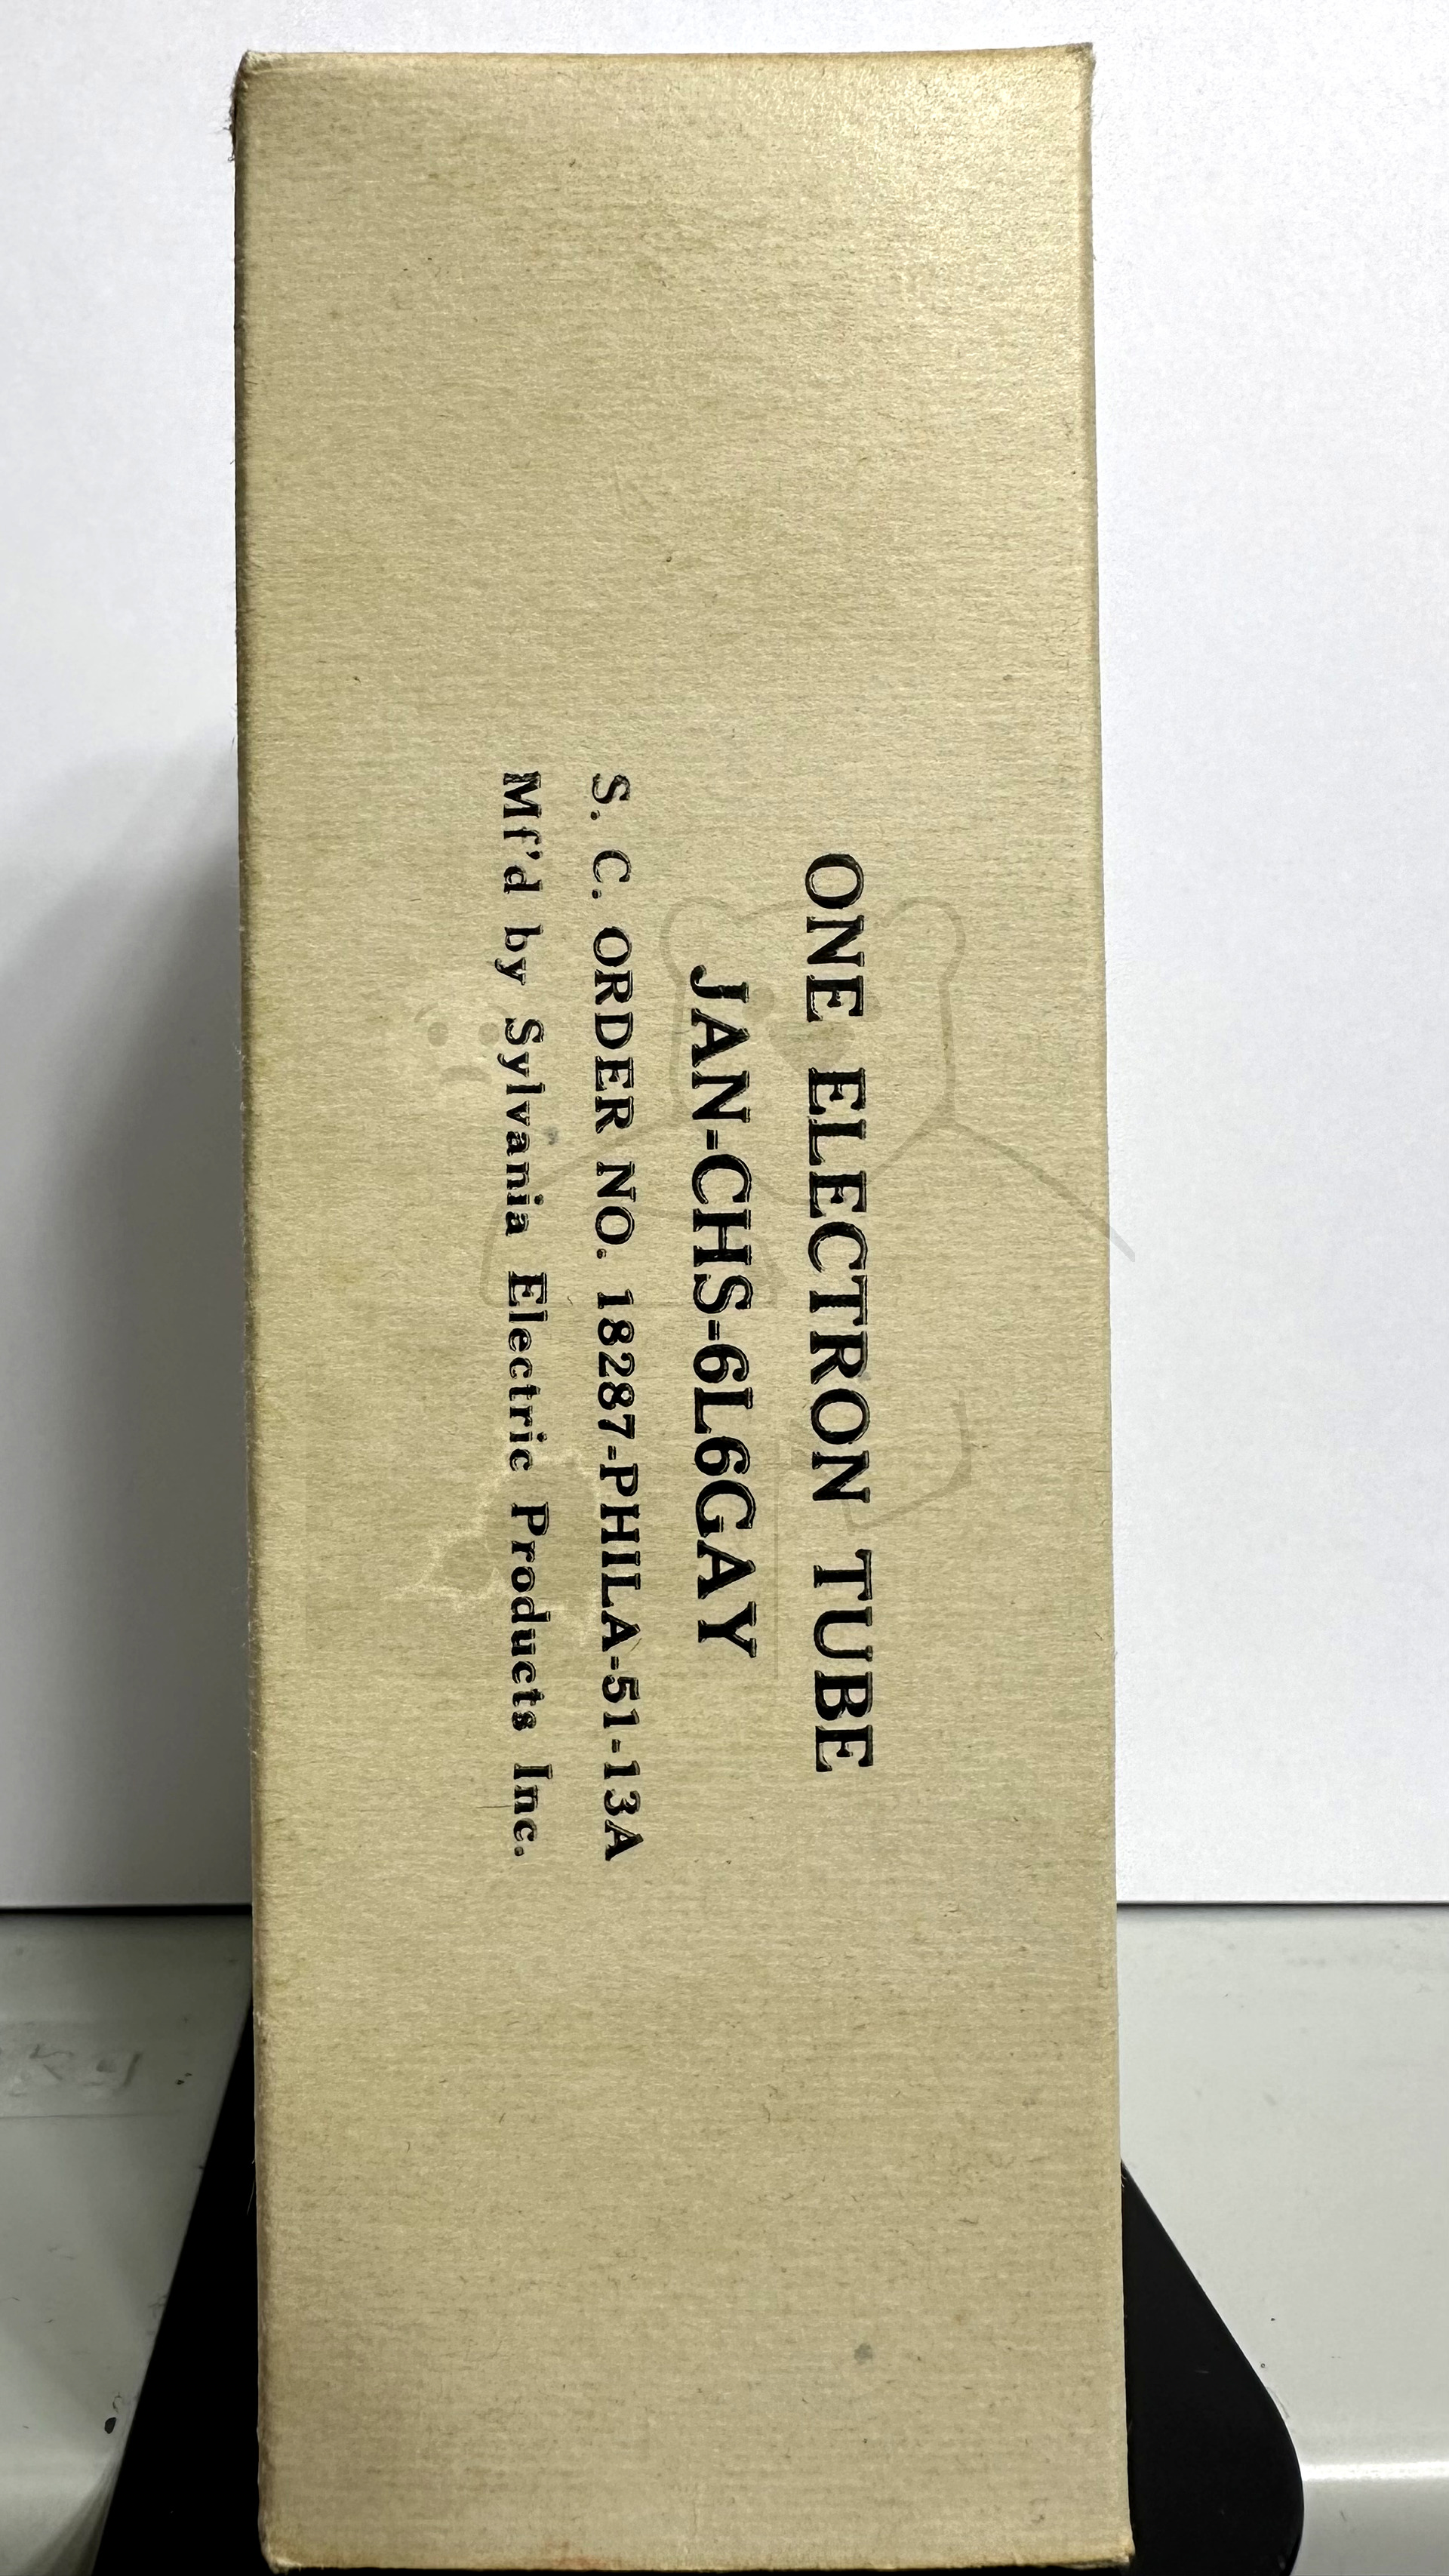 ONE ELECTRON TUBE
JAN-CHS-6L6GAY
S. C. ORDER NO. 18287-PHILA-51-13A
Mf'd by Sylvania Electric Products Inc.